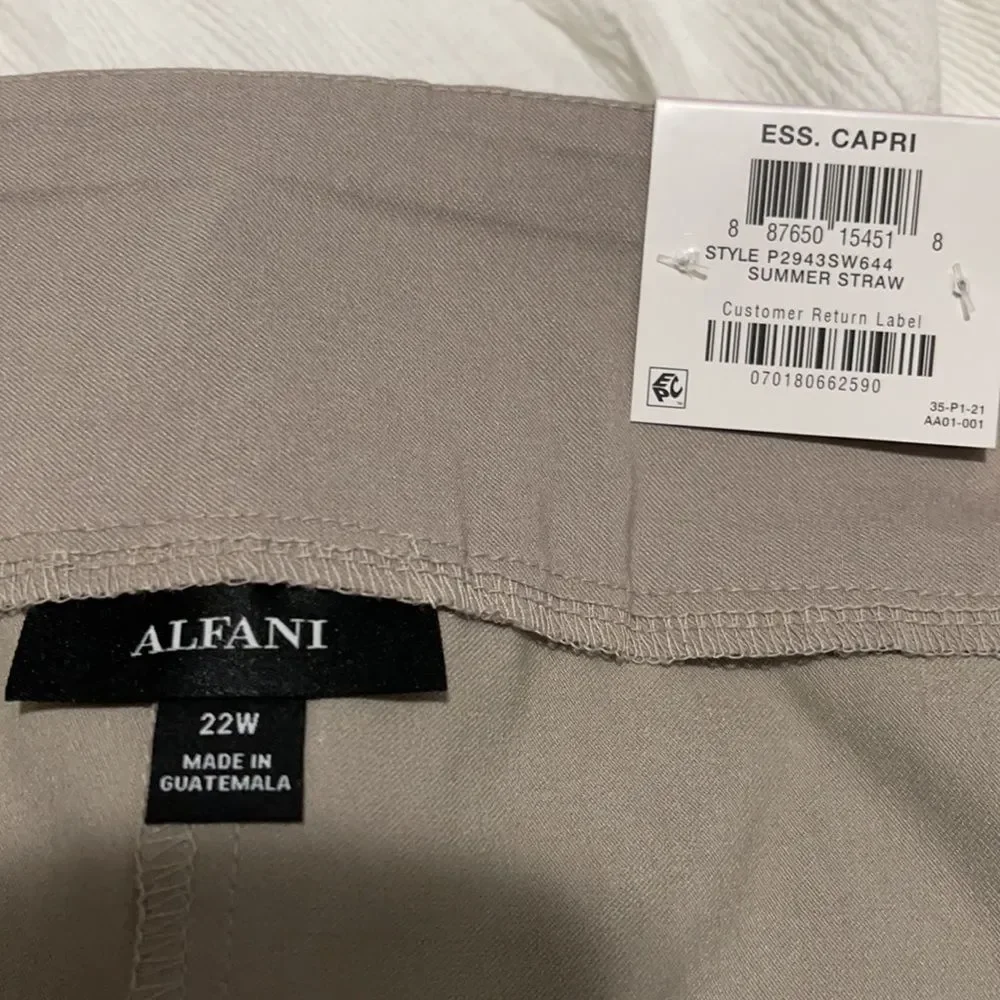 ESS. CAPRI
8 87650 15451 8
STYLE P2943SW644
SUMMER STRAW
Customer Return Label
070180662590
EPC
35-P1-21
AA01-001
ALFANI
22W
MADE IN
GUATEMALA